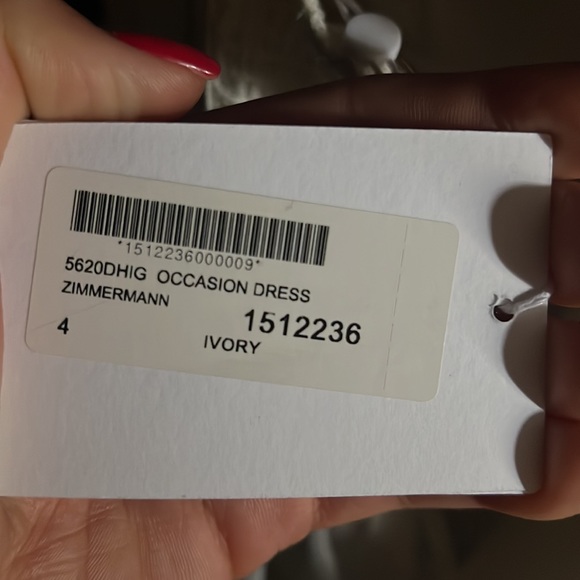 *1512236000009*
5620DHIG OCCASION DRESS
ZIMMERMANN
4
1512236
IVORY